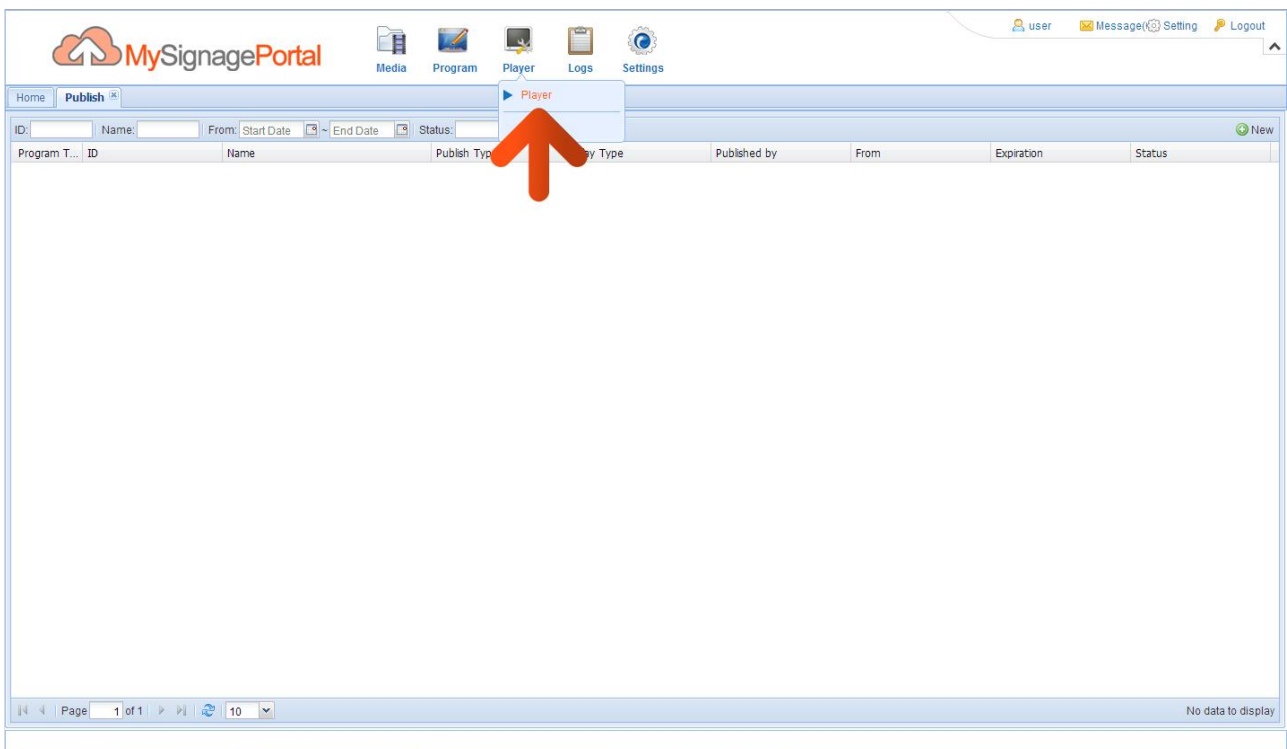 user Message( Setting Logout
MySignagePortal
Media Program Player Logs Settings
Home Publish
Player
ID: Name: From: Start Date ~ End Date Status: New
Program T... ID Name Publish Typ ay Type Published by From Expiration Status
Page 1 of 1 10 No data to display